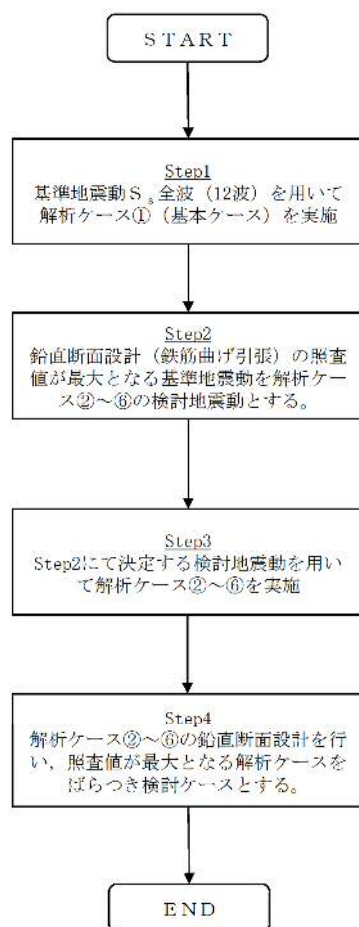 ＳＴＡＲＴ
Step1
基準地震動Ｓｓ全波（12波）を用いて
解析ケース①（基本ケース）を実施
Step2
鉛直断面設計（鉄筋曲げ引張）の照査
値が最大となる基準地震動を解析ケー
ス②～⑥の検討地震動とする。
Step3
Step2にて決定する検討地震動を用い
て解析ケース②～⑥を実施
Step4
解析ケース②～⑥の鉛直断面設計を行
い，照査値が最大となる解析ケースを
ばらつき検討ケースとする。
ＥＮＤ